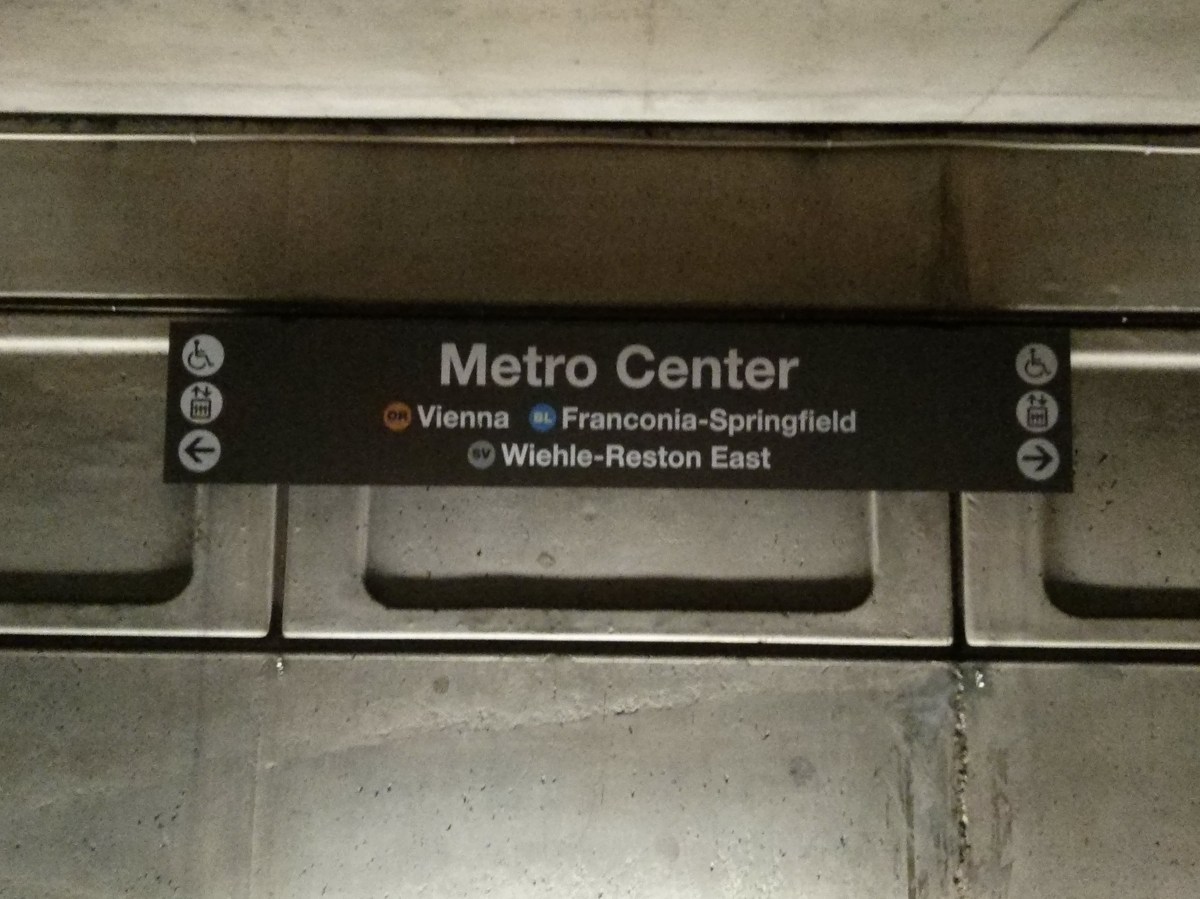 Metro Center
OR Vienna BL Franconia-Springfield
SV Wiehle-Reston East